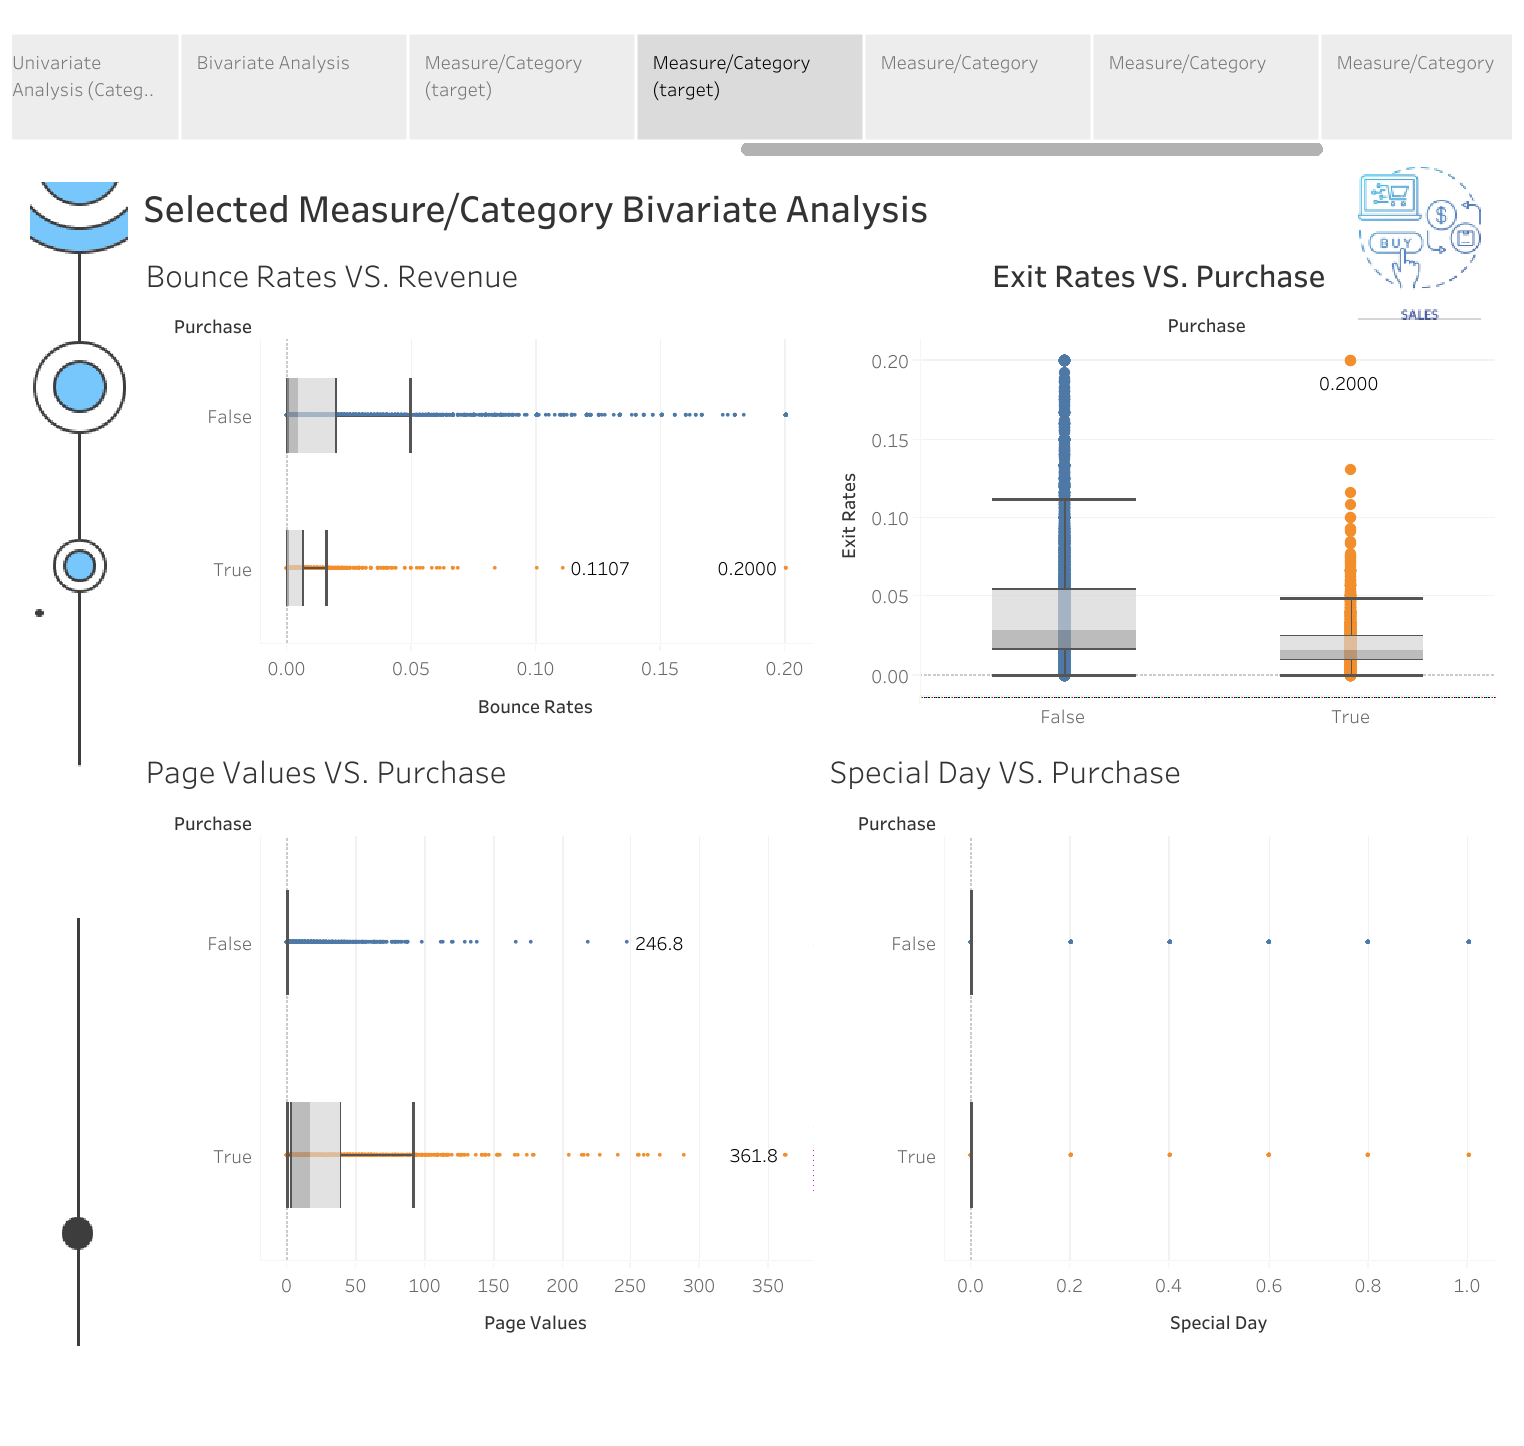 Univariate
Analysis (Categ..
Bivariate Analysis
Measure/Category
(target)
Measure/Category
(target)
Measure/Category
Measure/Category
Measure/Category
Selected Measure/Category Bivariate Analysis
$
BUY
SALES
Bounce Rates VS. Revenue
Purchase
False
True
0.1107
0.2000
0.00
0.05
0.10
0.15
0.20
Bounce Rates
Exit Rates VS. Purchase
Purchase
Exit Rates
0.20
0.15
0.10
0.05
0.00
0.2000
False
True
Page Values VS. Purchase
Purchase
False
246.8
True
361.8
0
50
100
150
200
250
300
350
Page Values
Special Day VS. Purchase
Purchase
False
True
0.0
0.2
0.4
0.6
0.8
1.0
Special Day